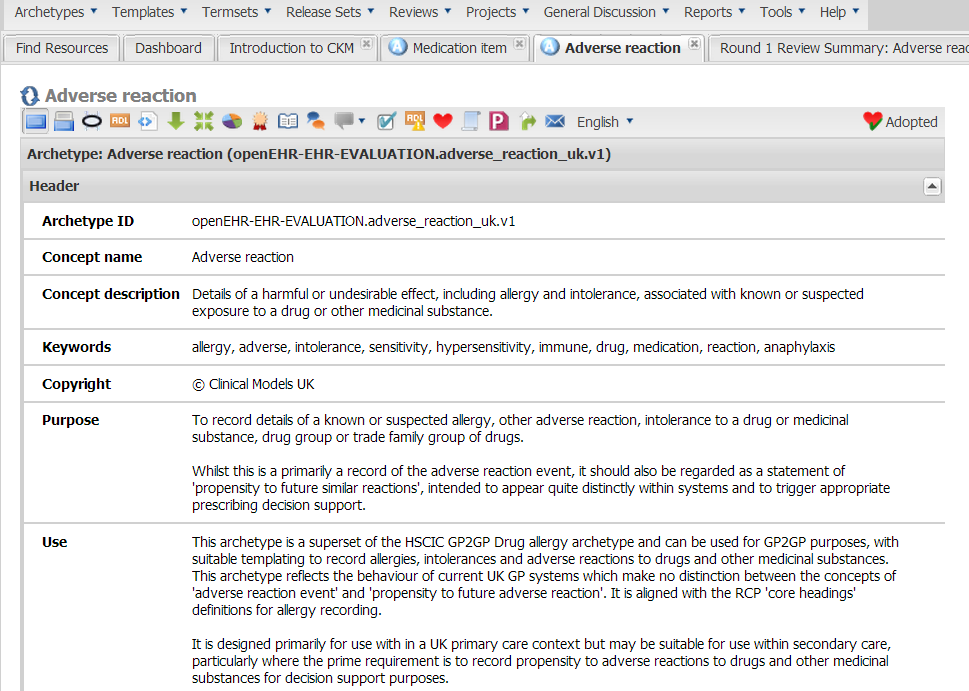 Archetypes Templates Termsets Release Sets Reviews Projects General Discussion Reports Tools Help
Find Resources Dashboard Introduction to CKM Medication item Adverse reaction Round 1 Review Summary: Adverse reac
Adverse reaction
ADL ADL P English Adopted
Archetype: Adverse reaction (openEHR-EHR-EVALUATION.adverse_reaction_uk.v1)
Header
Archetype ID openEHR-EHR-EVALUATION.adverse_reaction_uk.v1
Concept name Adverse reaction
Concept description Details of a harmful or undesirable effect, including allergy and intolerance, associated with known or suspected
exposure to a drug or other medicinal substance.
Keywords allergy, adverse, intolerance, sensitivity, hypersensitivity, immune, drug, medication, reaction, anaphylaxis
Copyright © Clinical Models UK
Purpose To record details of a known or suspected allergy, other adverse reaction, intolerance to a drug or medicinal
substance, drug group or trade family group of drugs.
Whilst this is a primarily a record of the adverse reaction event, it should also be regarded as a statement of
'propensity to future similar reactions', intended to appear quite distinctly within systems and to trigger appropriate
prescribing decision support.
Use This archetype is a superset of the HSCIC GP2GP Drug allergy archetype and can be used for GP2GP purposes, with
suitable templating to record allergies, intolerances and adverse reactions to drugs and other medicinal substances.
This archetype reflects the behaviour of current UK GP systems which make no distinction between the concepts of
'adverse reaction event' and 'propensity to future adverse reaction'. It is aligned with the RCP 'core headings'
definitions for allergy recording.
It is designed primarily for use with in a UK primary care context but may be suitable for use within secondary care,
particularly where the prime requirement is to record propensity to adverse reactions to drugs and other medicinal
substances for decision support purposes.